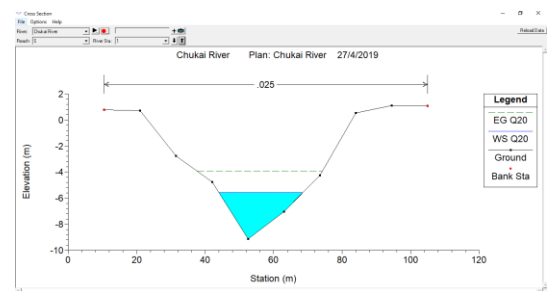 Cross Section
File Options Help
River: Chukai River
Reach: S River Sta: 1
Reload Data
Chukai River Plan: Chukai River 27/4/2019
.025
Elevation (m)
2
0
-2
-4
-6
-8
-10
0 20 40 60 80 100 120
Station (m)
Legend
EG Q20
WS Q20
Ground
Bank Sta